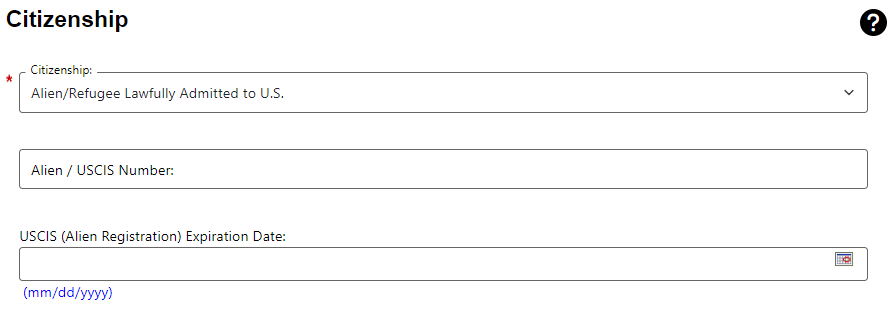 Citizenship
?
* Citizenship:
Alien/Refugee Lawfully Admitted to U.S.
Alien / USCIS Number:
USCIS (Alien Registration) Expiration Date:
(mm/dd/yyyy)